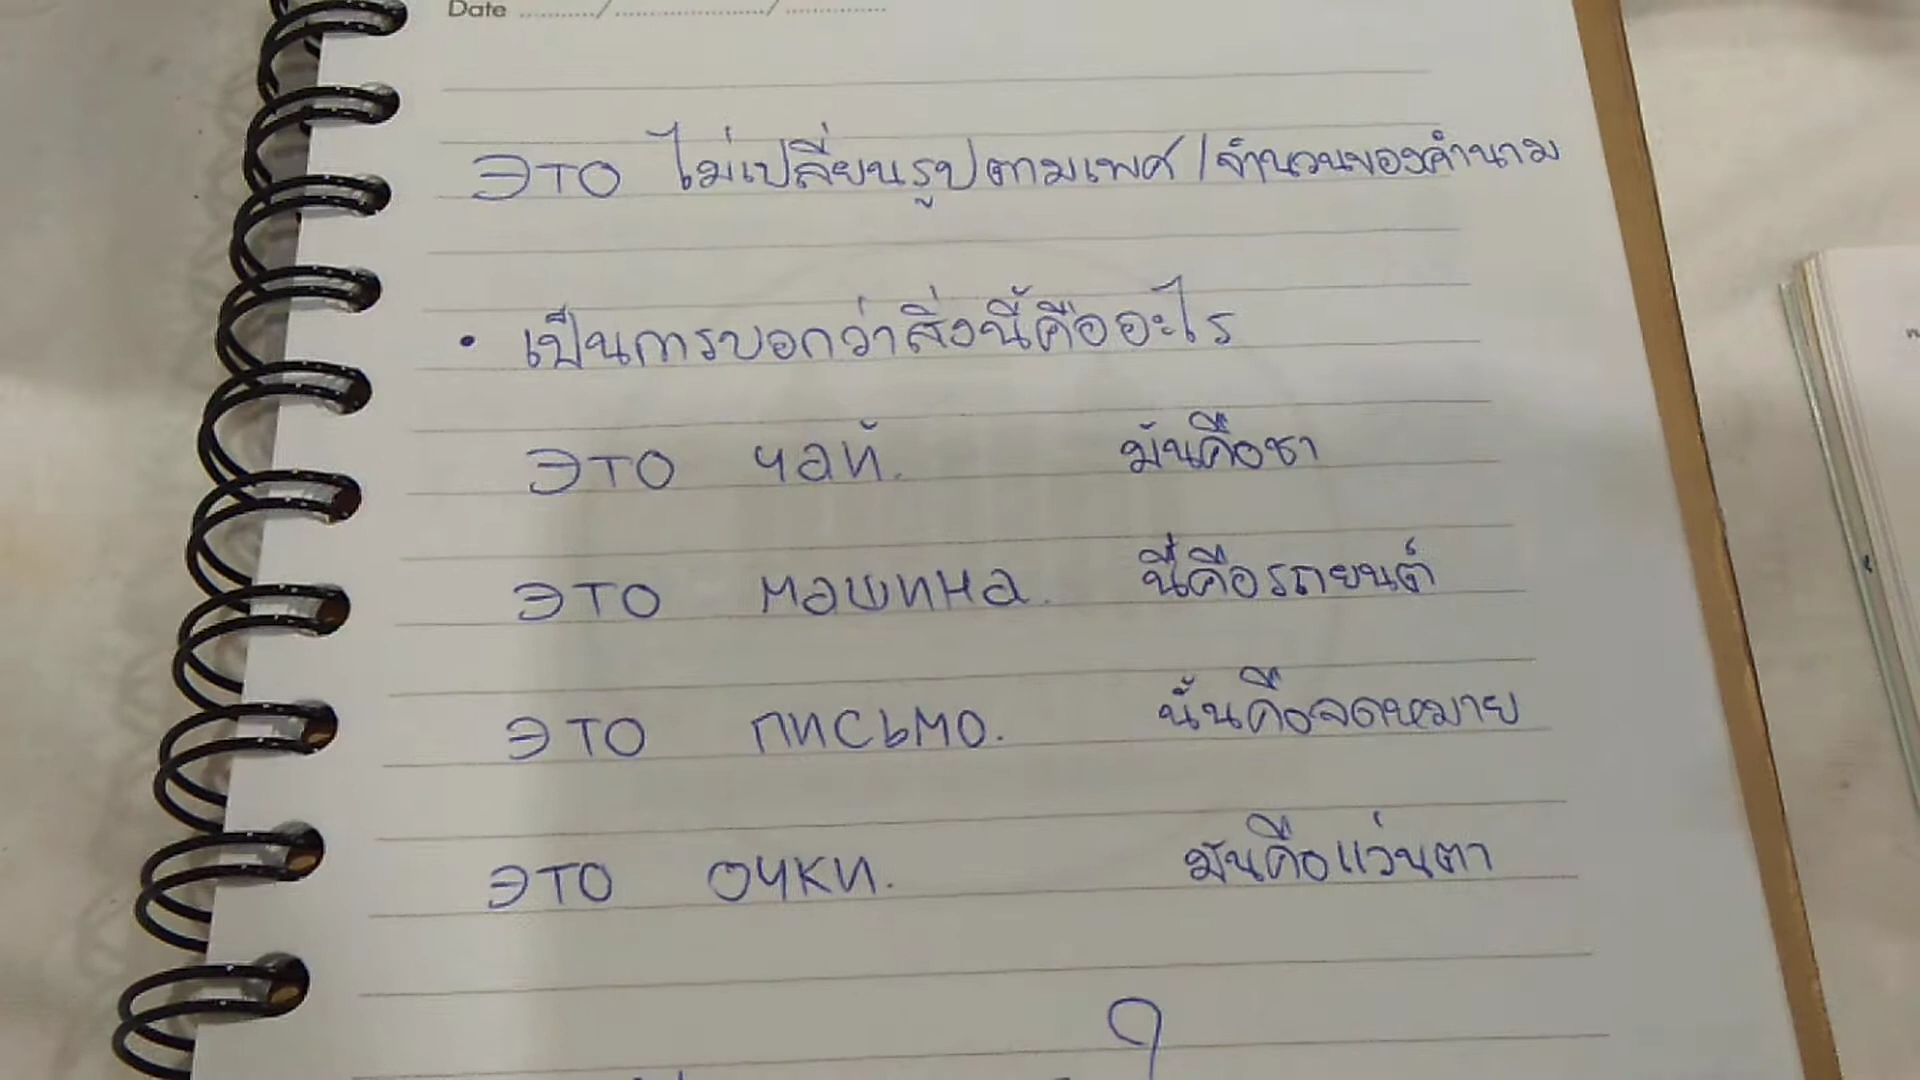 Date ........../................../...............
это ไม่เปลี่ยนรูปตามเพศ/จำนวนของคำนาม
• เป็นการบอกว่าสิ่งนี้คืออะไร
это чай. มันคือชา
это машина. นี่คือรถยนต์
это письмо. นั้นคือจดหมาย
это очки. มันคือแว่นตา